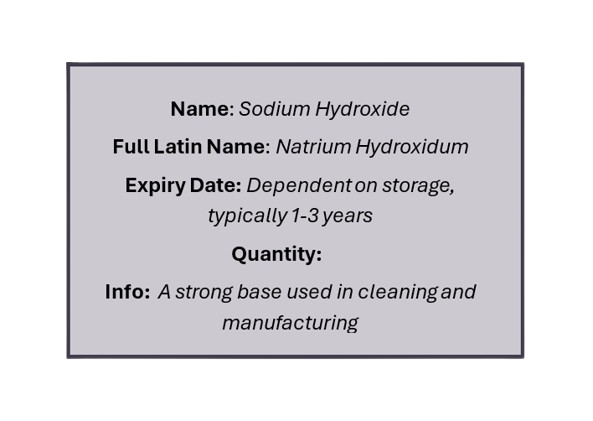 Name: Sodium Hydroxide
Full Latin Name: Natrium Hydroxidum
Expiry Date: Dependent on storage,
typically 1-3 years
Quantity:
Info: A strong base used in cleaning and
manufacturing